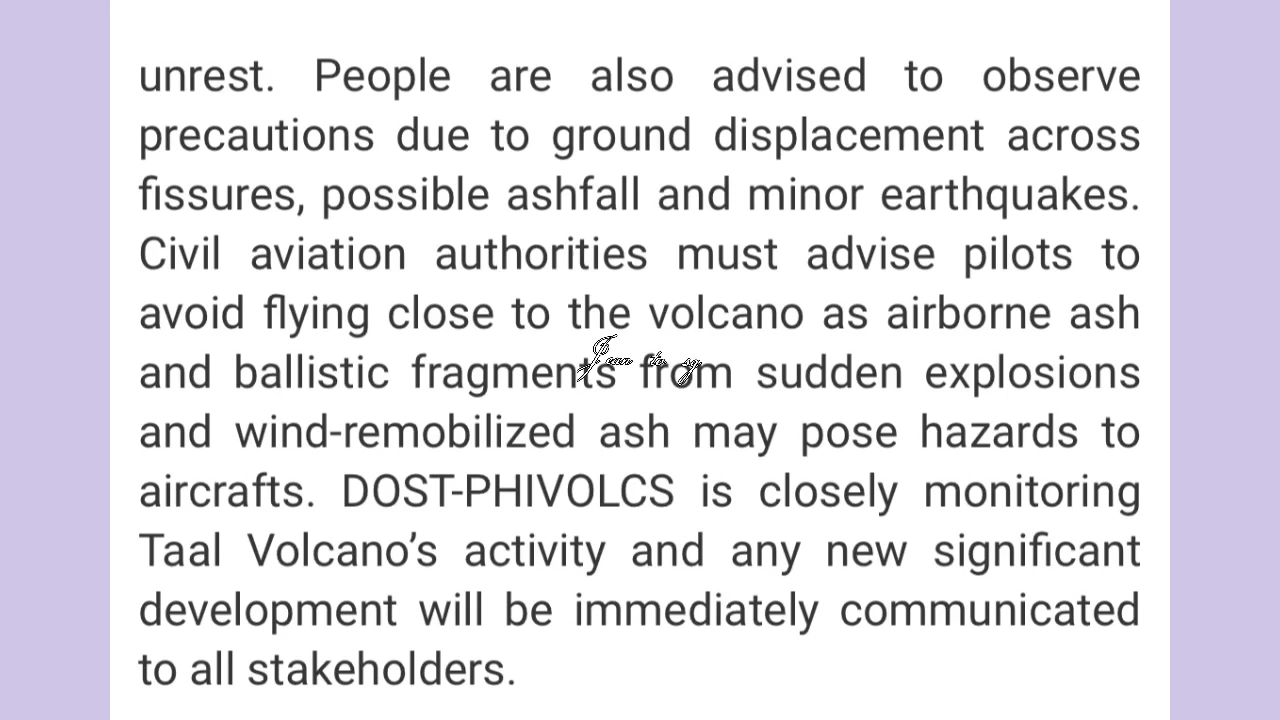 unrest. People are also advised to observe
precautions due to ground displacement across
fissures, possible ashfall and minor earthquakes.
Civil aviation authorities must advise pilots to
avoid flying close to the volcano as airborne ash
and ballistic fragments from sudden explosions
and wind-remobilized ash may pose hazards to
aircrafts. DOST-PHIVOLCS is closely monitoring
Taal Volcano’s activity and any new significant
development will be immediately communicated
to all stakeholders.